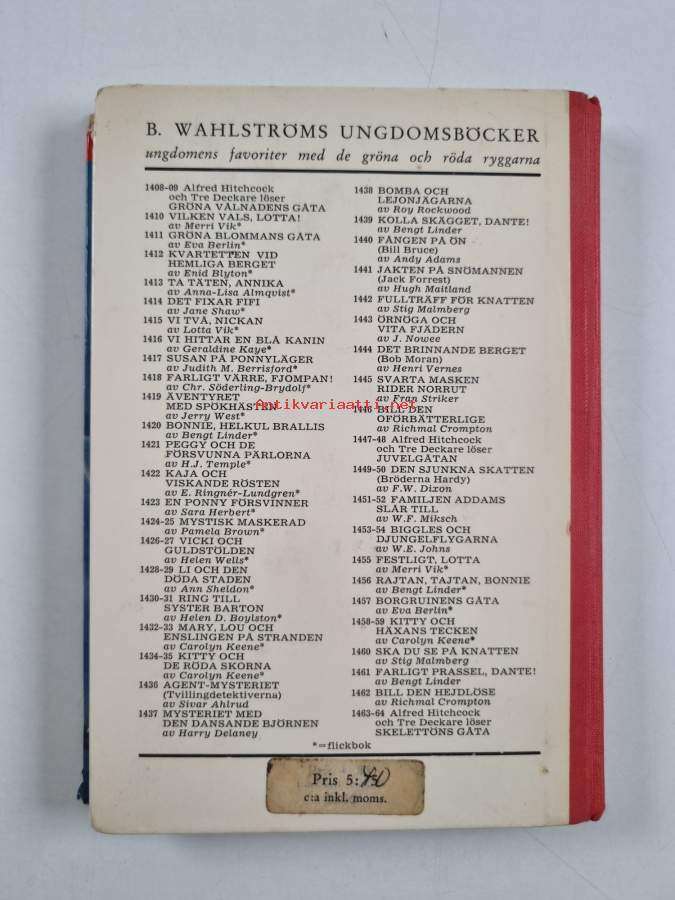 B. WAHLSTRÖMS UNGDOMSBÖCKER
ungdomens favoriter med de gröna och röda ryggarna
1408-09 Alfred Hitchcock
och Tre Deckare löser
GRÖNA VÅLNADENS GÅTA
1410 VILKEN VALS, LOTTA!
av Merri Vik*
1411 GRÖNA BLOMMANS GÅTA
av Eva Berlin*
1412 KVARTETTEN VID
HEMLIGA BERGET
av Enid Blyton*
1413 TA TÅTEN, ANNIKA
av Anna-Lisa Almqvist*
1414 DET FIXAR FIFI
av Jane Shaw*
1415 VI TVÅ, NICKAN
av Lotta Vik*
1416 VI HITTAR EN BLÅ KANIN
av Geraldine Kaye*
1417 SUSAN PÅ PONNYLÄGER
av Judith M. Berrisford*
1418 FARLIGT VÄRRE, FJOMPAN!
av Chr. Söderling-Brydolf*
1419 ÄVENTYRET
MED SPÖKHÄSTEN
av Jerry West*
1420 BONNIE, HELKUL BRALLIS
av Bengt Linder*
1421 PEGGY OCH DE
FÖRSVUNNA PÄRLORNA
av H.J. Temple*
1422 KAJA OCH
VISKANDE RÖSTEN
av E. Ringnér-Lundgren*
1423 EN PONNY FÖRSVINNER
av Sara Herbert*
1424-25 MYSTISK MASKERAD
av Pamela Brown*
1426-27 VICKI OCH
GULDSTÖLDEN
av Helen Wells*
1428-29 LI OCH DEN
DÖDA STADEN
av Ann Sheldon*
1430-31 RING TILL
SYSTER BARTON
av Helen D. Boylston*
1432-33 MARY, LOU OCH
ENSLINGEN PÅ STRANDEN
av Carolyn Keene*
1434-35 KITTY OCH
DE RÖDA SKORNA
av Carolyn Keene*
1436 AGENT-MYSTERIET
(Tvillingdetektiverna)
av Sivar Ahlrud
1437 MYSTERIET MED
DEN DANSANDE BJÖRNEN
av Harry Delaney
1438 BOMBA OCH
LEJONJÄGARNA
av Roy Rockwood
1439 KOLLA SKÄGGET, DANTE!
av Bengt Linder
1440 FÅNGEN PÅ ÖN
(Bill Bruce)
av Andy Adams
1441 JAKTEN PÅ SNÖMANNEN
(Jack Forrest)
av Hugh Maitland
1442 FULLTRÄFF FÖR KNATTEN
av Stig Malmberg
1443 ÖRNÖGA OCH
VITA FJÄDERN
av J. Nowee
1444 DET BRINNANDE BERGET
(Bob Moran)
av Henri Vernes
1445 SVARTA MASKEN
RIDER NORRUT
av Fran Striker
1446 BILL DEN
OFÖRBÄTTERLIGE
av Richmal Crompton
1447-48 Alfred Hitchcock
och Tre Deckare löser
JUVELGÅTAN
1449-50 DEN SJUNKNA SKATTEN
(Bröderna Hardy)
av F.W. Dixon
1451-52 FAMILJEN ADDAMS
SLÅR TILL
av W.F. Miksch
1453-54 BIGGLES OCH
DJUNGELFLYGARNA
av W.E. Johns
1455 FESTLIGT, LOTTA
av Merri Vik*
1456 RAJTAN, TAJTAN, BONNIE
av Bengt Linder*
1457 BORGRUINENS GÅTA
av Eva Berlin*
1458-59 KITTY OCH
HÄXANS TECKEN
av Carolyn Keene*
1460 SKA DU SE PÅ KNATTEN
av Stig Malmberg
1461 FARLIGT PRASSEL, DANTE!
av Bengt Linder
1462 BILL DEN HEJDLÖSE
av Richmal Crompton
1463-64 Alfred Hitchcock
och Tre Deckare löser
SKELETTÖNS GÅTA
*=flickbok
Pris 5:
c:a inkl. moms.
Antikvariaatti.net